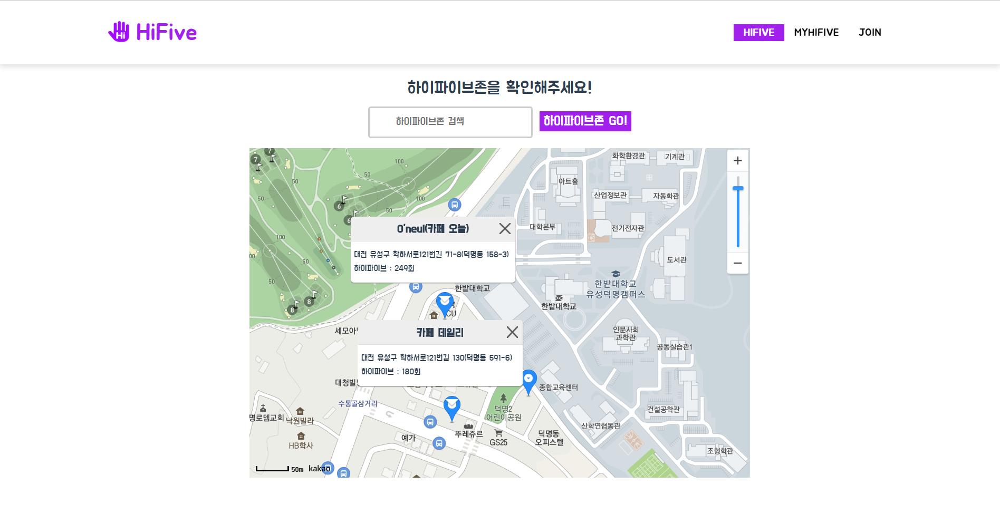 Hi HiFive
HIFIVE MYHIFIVE JOIN
하이파이브존을 확인해주세요!
하이파이브존 검색
하이파이브존 GO!
화학환경관
기계관
7
7
100
50
50
50
아트홀
산업정보관
자동화관
100
6
50
6
대학본부
전기전자관
O'neul(카페 오늘)
대전 유성구 학하서로121번길 71-8(덕명동 158-3)
하이파이브 : 249회
100
50
50
도서관
한밭대학교
유성덕명캠퍼스
한밭대학교
한밭대학교
8
8
CU
카페 데일리
대전 유성구 학하서로121번길 130(덕명동 591-6)
하이파이브 : 180회
인문사회
과학관
공동실습관1
대청빌
수통골삼거리
종합교육센터
덕명2
어린이공원
건설공학관
명로뎀교회
낙원빌라
산학연협동관
뚜레쥬르
GS25
덕명동
오피스텔
예가
HB학사
조형학관
50m kakao